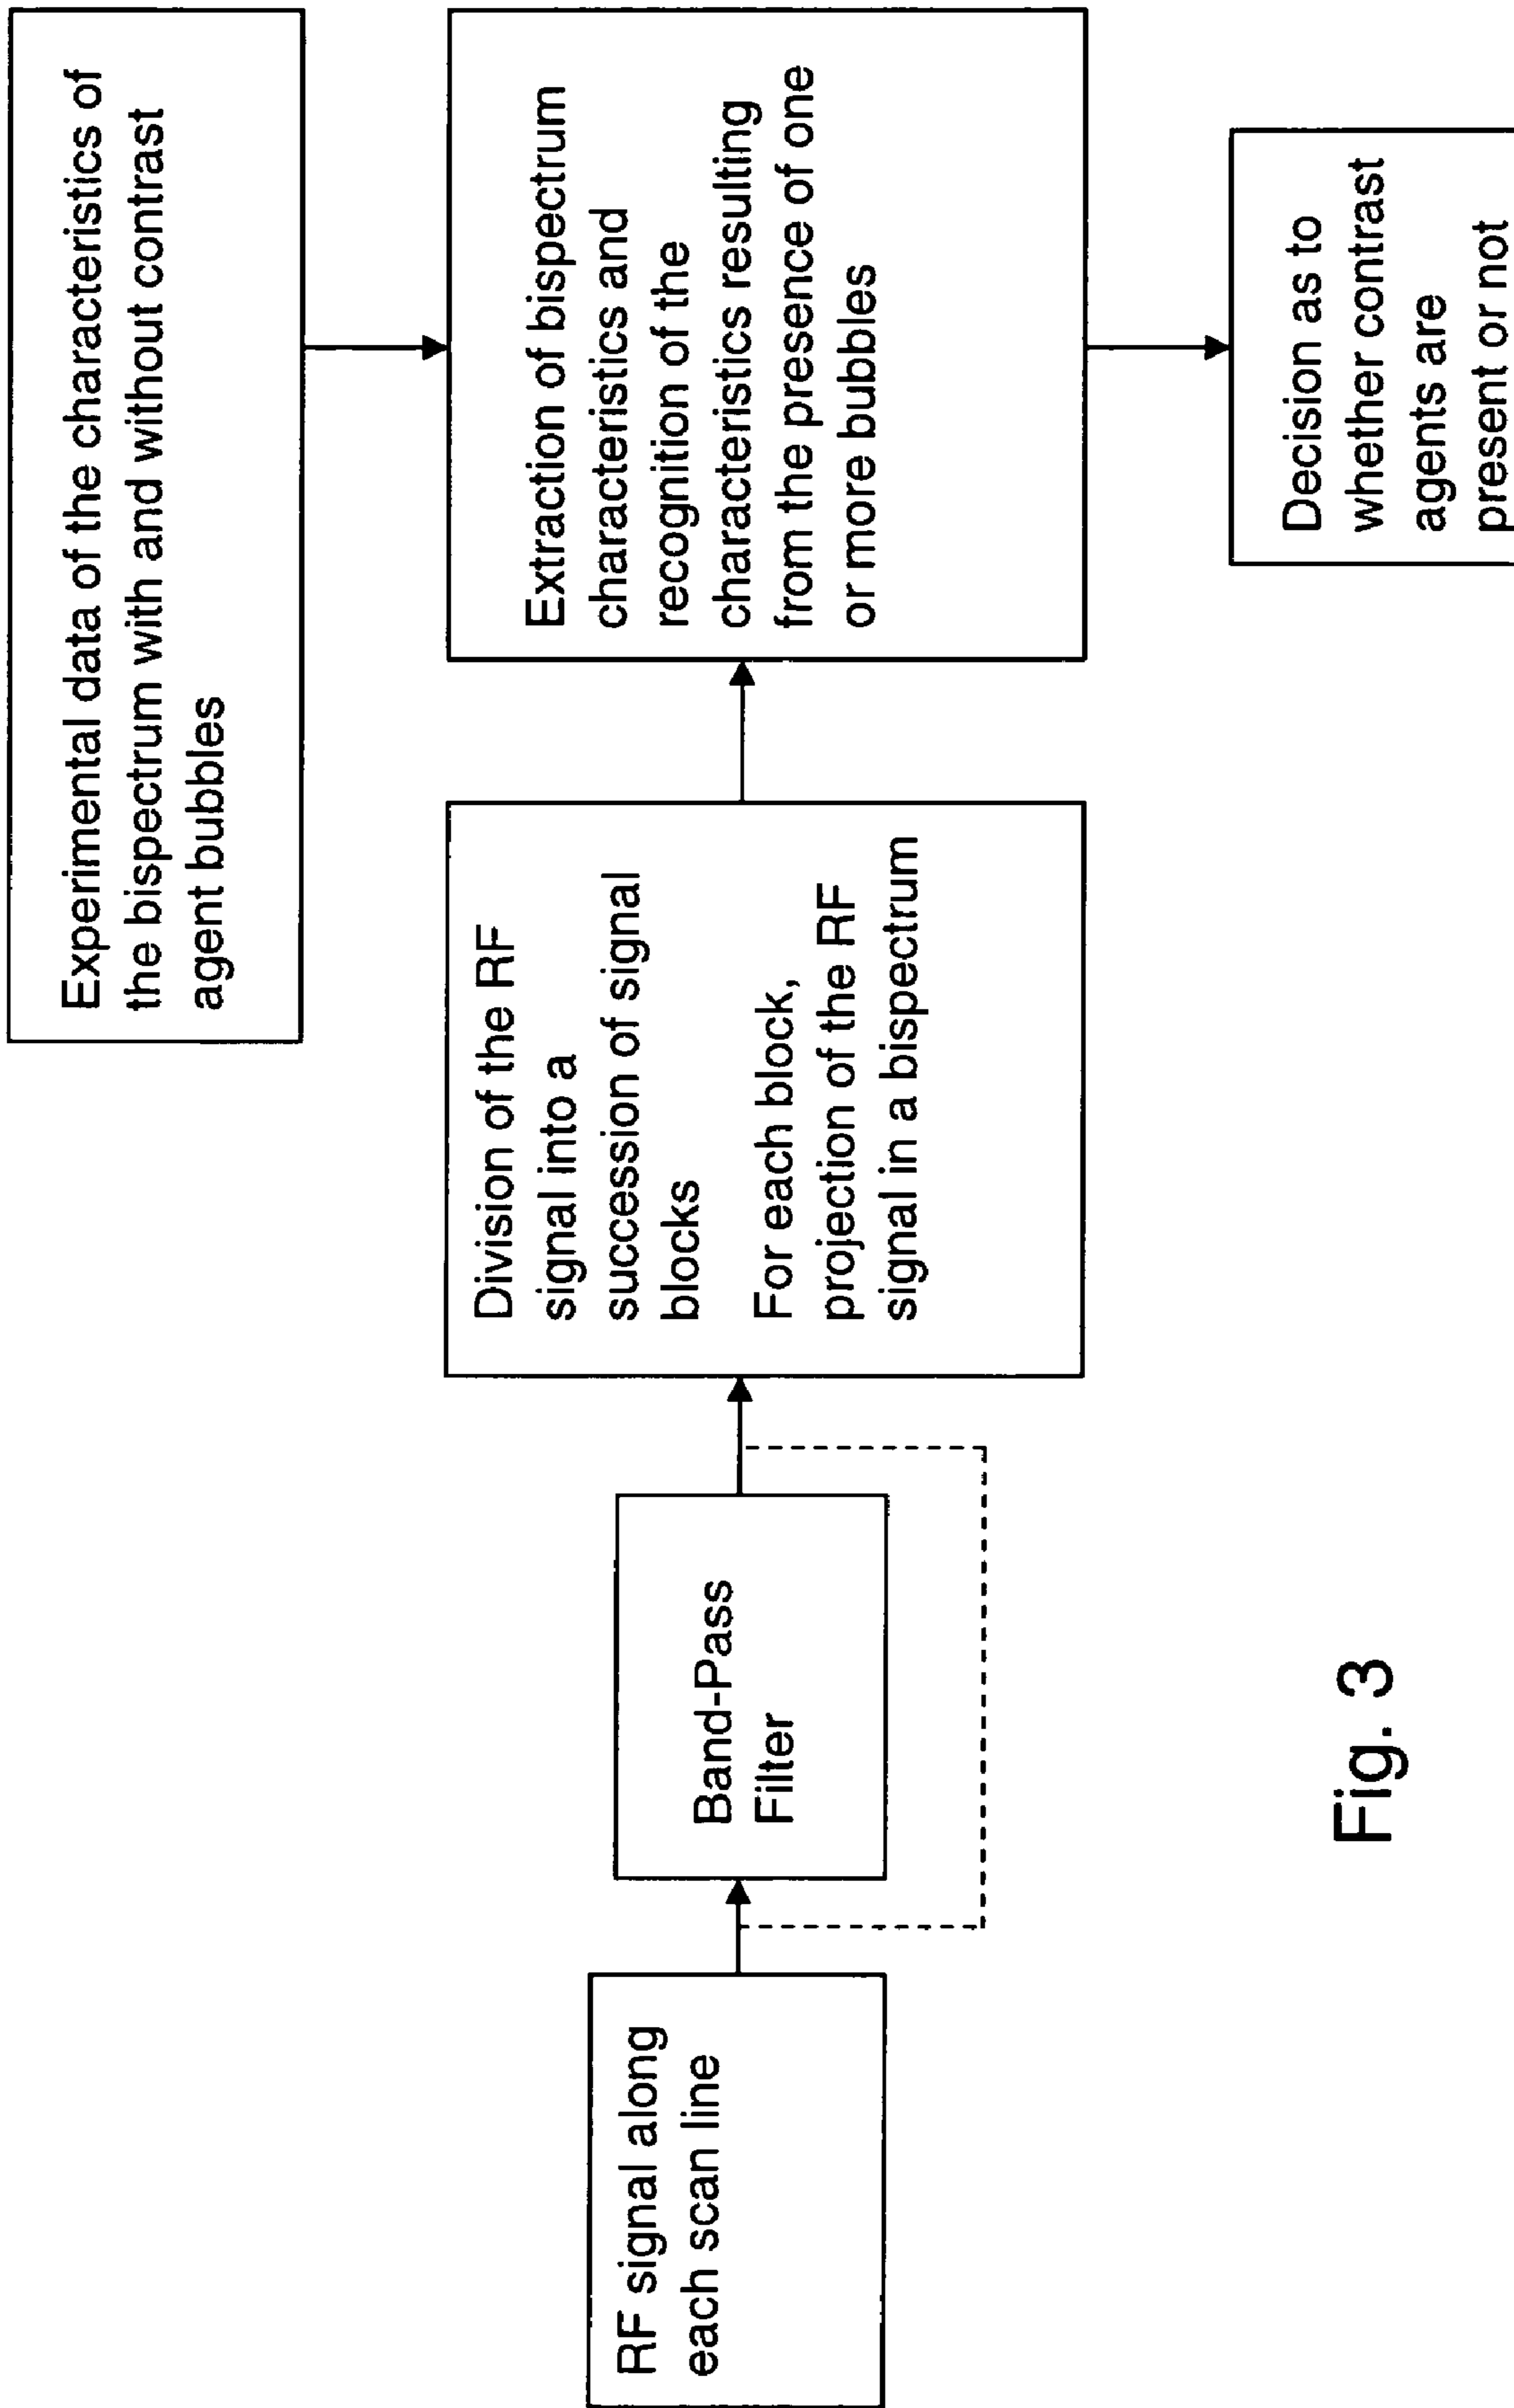 Experimental data of the characteristics of
the bispectrum with and without contrast
agent bubbles
RF signal along
each scan line
Band-Pass
Filter
Division of the RF
signal into a
succession of signal
blocks
For each block,
projection of the RF
signal in a bispectrum
Extraction of bispectrum
characteristics and
recognition of the
characteristics resulting
from the presence of one
or more bubbles
Decision as to
whether contrast
agents are
present or not
Fig. 3